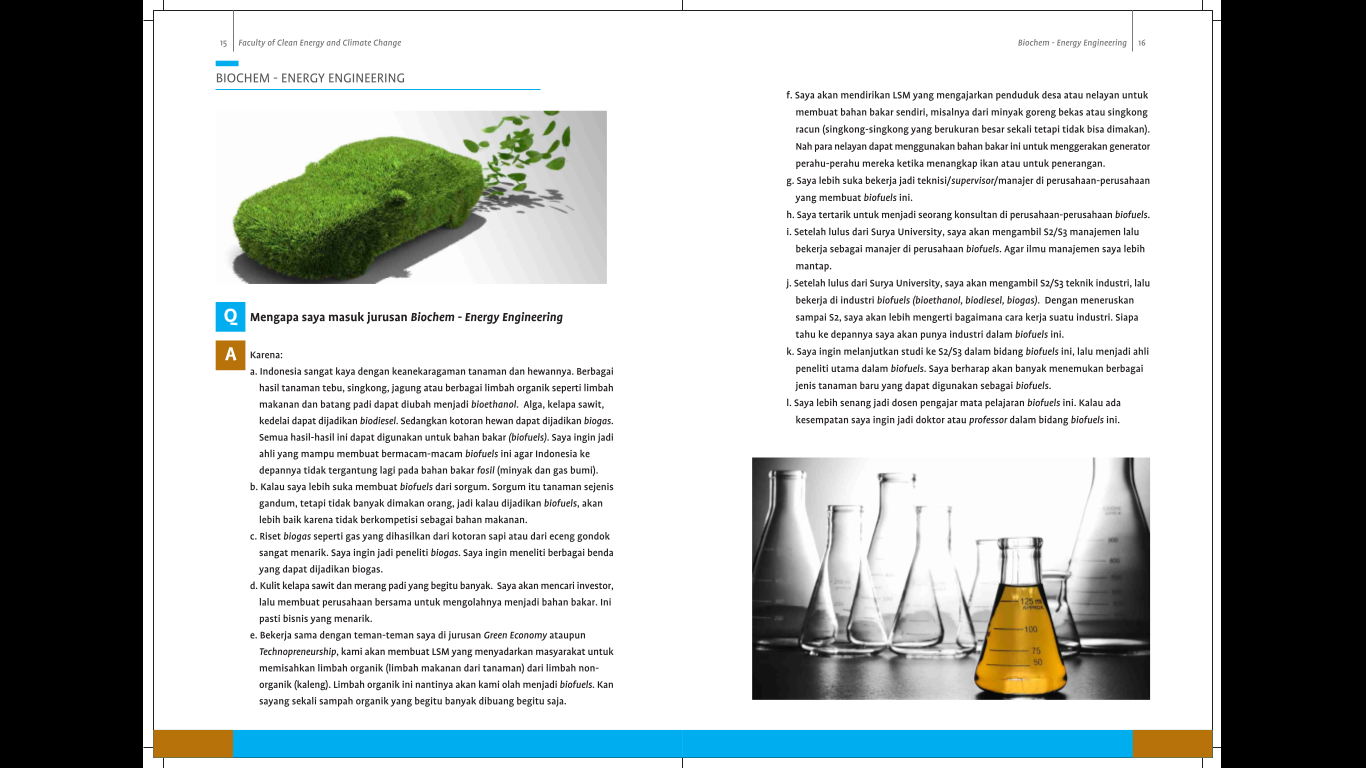 15 Faculty of Clean Energy and Climate Change
BIOCHEM - ENERGY ENGINEERING
Q Mengapa saya masuk jurusan Biochem - Energy Engineering
A Karena:
a. Indonesia sangat kaya dengan keanekaragaman tanaman dan hewannya. Berbagai
hasil tanaman tebu, singkong, jagung atau berbagai limbah organik seperti limbah
makanan dan batang padi dapat diubah menjadi bioethanol. Alga, kelapa sawit,
kedelai dapat dijadikan biodiesel. Sedangkan kotoran hewan dapat dijadikan biogas.
Semua hasil-hasil ini dapat digunakan untuk bahan bakar (biofuels). Saya ingin jadi
ahli yang mampu membuat bermacam-macam biofuels ini agar Indonesia ke
depannya tidak tergantung lagi pada bahan bakar fosil (minyak dan gas bumi).
b. Kalau saya lebih suka membuat biofuels dari sorgum. Sorgum itu tanaman sejenis
gandum, tetapi tidak banyak dimakan orang, jadi kalau dijadikan biofuels, akan
lebih baik karena tidak berkompetisi sebagai bahan makanan.
c. Riset biogas seperti gas yang dihasilkan dari kotoran sapi atau dari eceng gondok
sangat menarik. Saya ingin jadi peneliti biogas. Saya ingin meneliti berbagai benda
yang dapat dijadikan biogas.
d. Kulit kelapa sawit dan merang padi yang begitu banyak. Saya akan mencari investor,
lalu membuat perusahaan bersama untuk mengolahnya menjadi bahan bakar. Ini
pasti bisnis yang menarik.
e. Bekerja sama dengan teman-teman saya di jurusan Green Economy ataupun
Technopreneurship, kami akan membuat LSM yang menyadarkan masyarakat untuk
memisahkan limbah organik (limbah makanan dari tanaman) dari limbah non-
organik (kaleng). Limbah organik ini nantinya akan kami olah menjadi biofuels. Kan
sayang sekali sampah organik yang begitu banyak dibuang begitu saja.
Biochem - Energy Engineering 16
f. Saya akan mendirikan LSM yang mengajarkan penduduk desa atau nelayan untuk
membuat bahan bakar sendiri, misalnya dari minyak goreng bekas atau singkong
racun (singkong-singkong yang berukuran besar sekali tetapi tidak bisa dimakan).
Nah para nelayan dapat menggunakan bahan bakar ini untuk menggerakan generator
perahu-perahu mereka ketika menangkap ikan atau untuk penerangan.
g. Saya lebih suka bekerja jadi teknisi/supervisor/manajer di perusahaan-perusahaan
yang membuat biofuels ini.
h. Saya tertarik untuk menjadi seorang konsultan di perusahaan-perusahaan biofuels.
i. Setelah lulus dari Surya University, saya akan mengambil S2/S3 manajemen lalu
bekerja sebagai manajer di perusahaan biofuels. Agar ilmu manajemen saya lebih
mantap.
j. Setelah lulus dari Surya University, saya akan mengambil S2/S3 teknik industri, lalu
bekerja di industri biofuels (bioethanol, biodiesel, biogas). Dengan meneruskan
sampai S2, saya akan lebih mengerti bagaimana cara kerja suatu industri. Siapa
tahu ke depannya saya akan punya industri dalam biofuels ini.
k. Saya ingin melanjutkan studi ke S2/S3 dalam bidang biofuels ini, lalu menjadi ahli
peneliti utama dalam biofuels. Saya berharap akan banyak menemukan berbagai
jenis tanaman baru yang dapat digunakan sebagai biofuels.
l. Saya lebih senang jadi dosen pengajar mata pelajaran biofuels ini. Kalau ada
kesempatan saya ingin jadi doktor atau professor dalam bidang biofuels ini.
125 m
APPROX
100
75
50